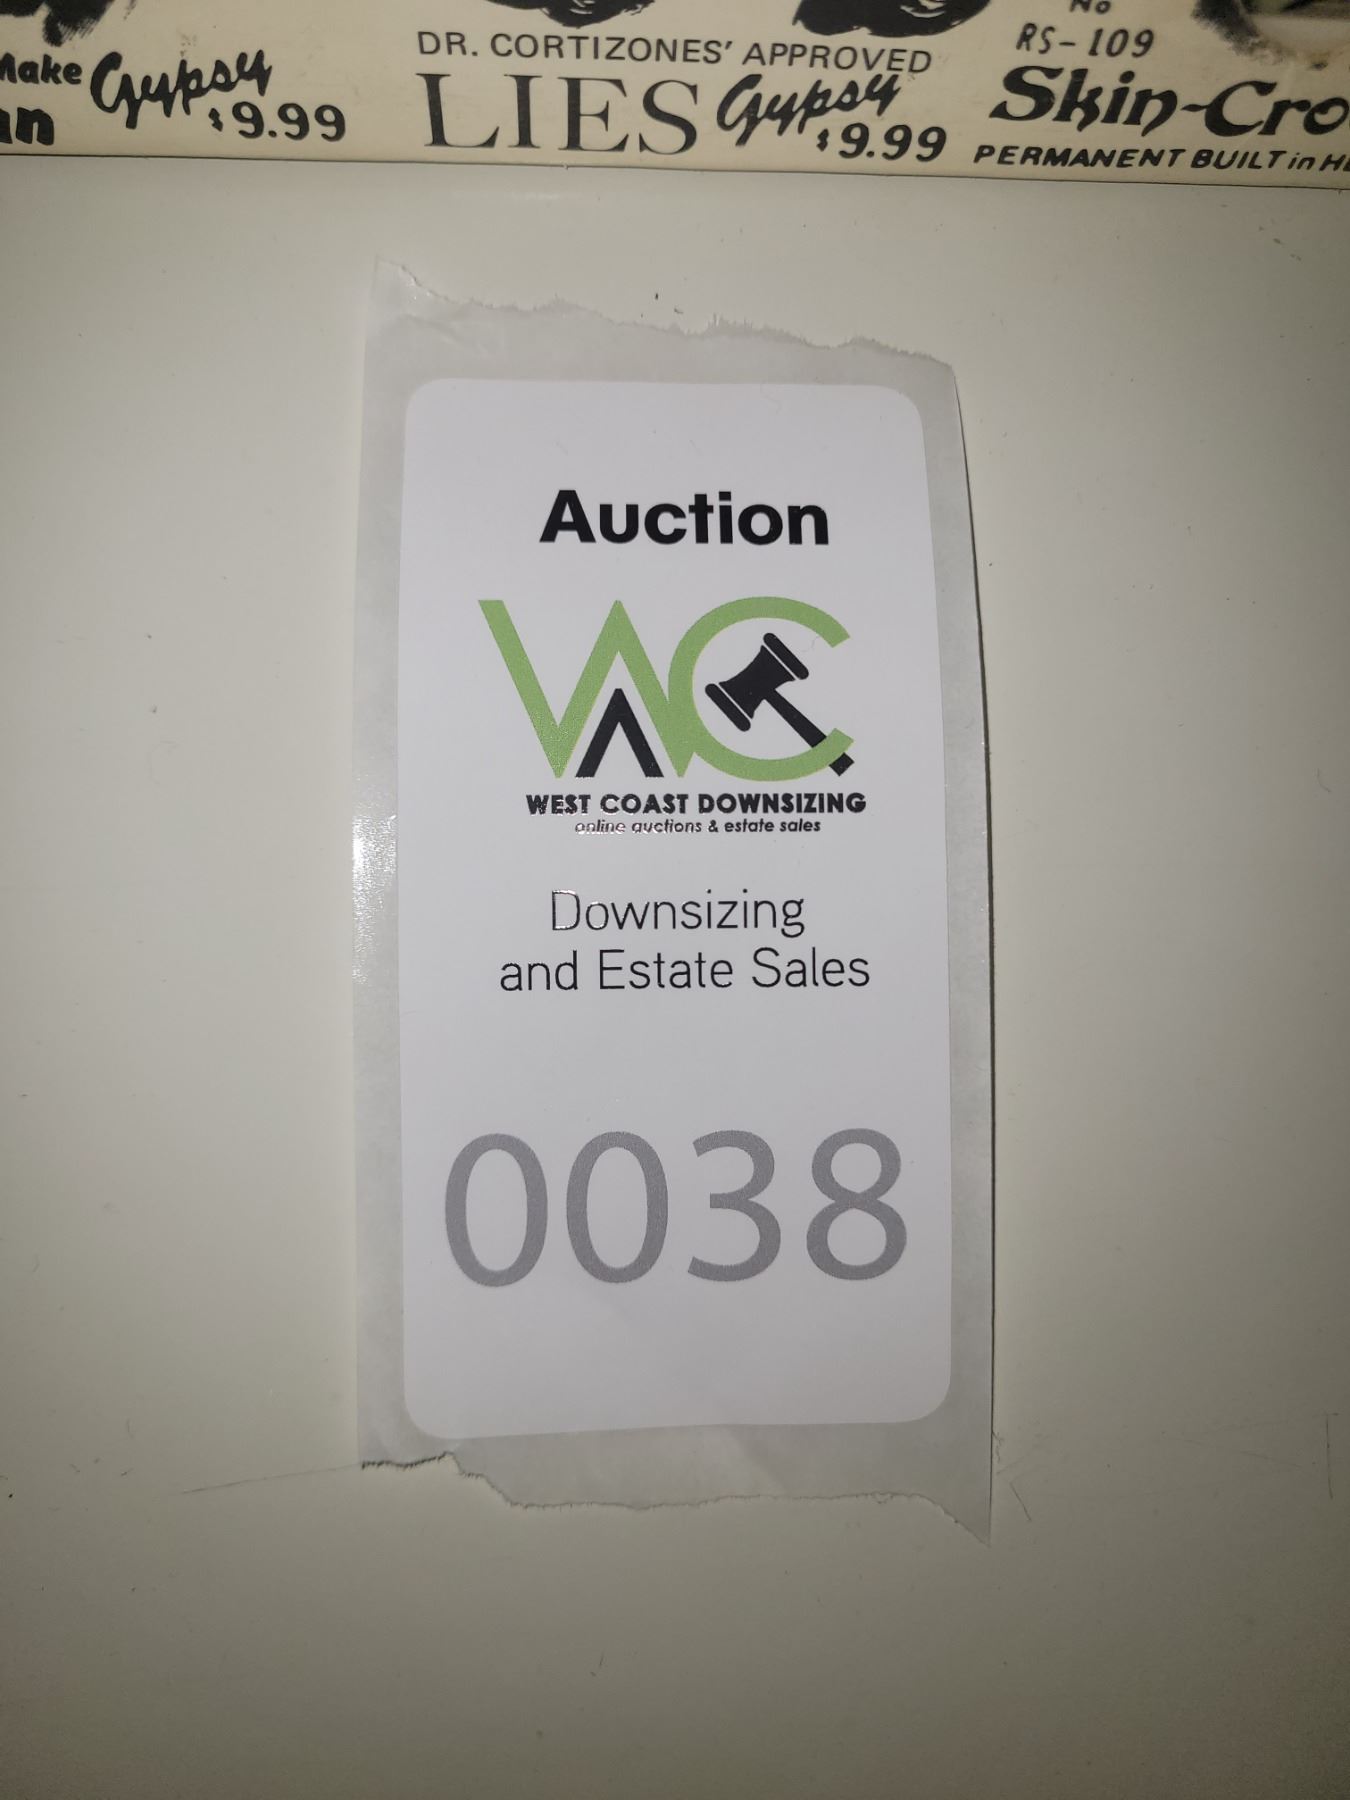 No
RS-109
DR. CORTIZONES' APPROVED
Make Gypsy
$9.99
LIES Gypsy
$9.99
Skin-Cro
PERMANENT BUILT in
Auction
WC
WEST COAST DOWNSIZING
online auctions & estate sales
Downsizing
and Estate Sales
0038